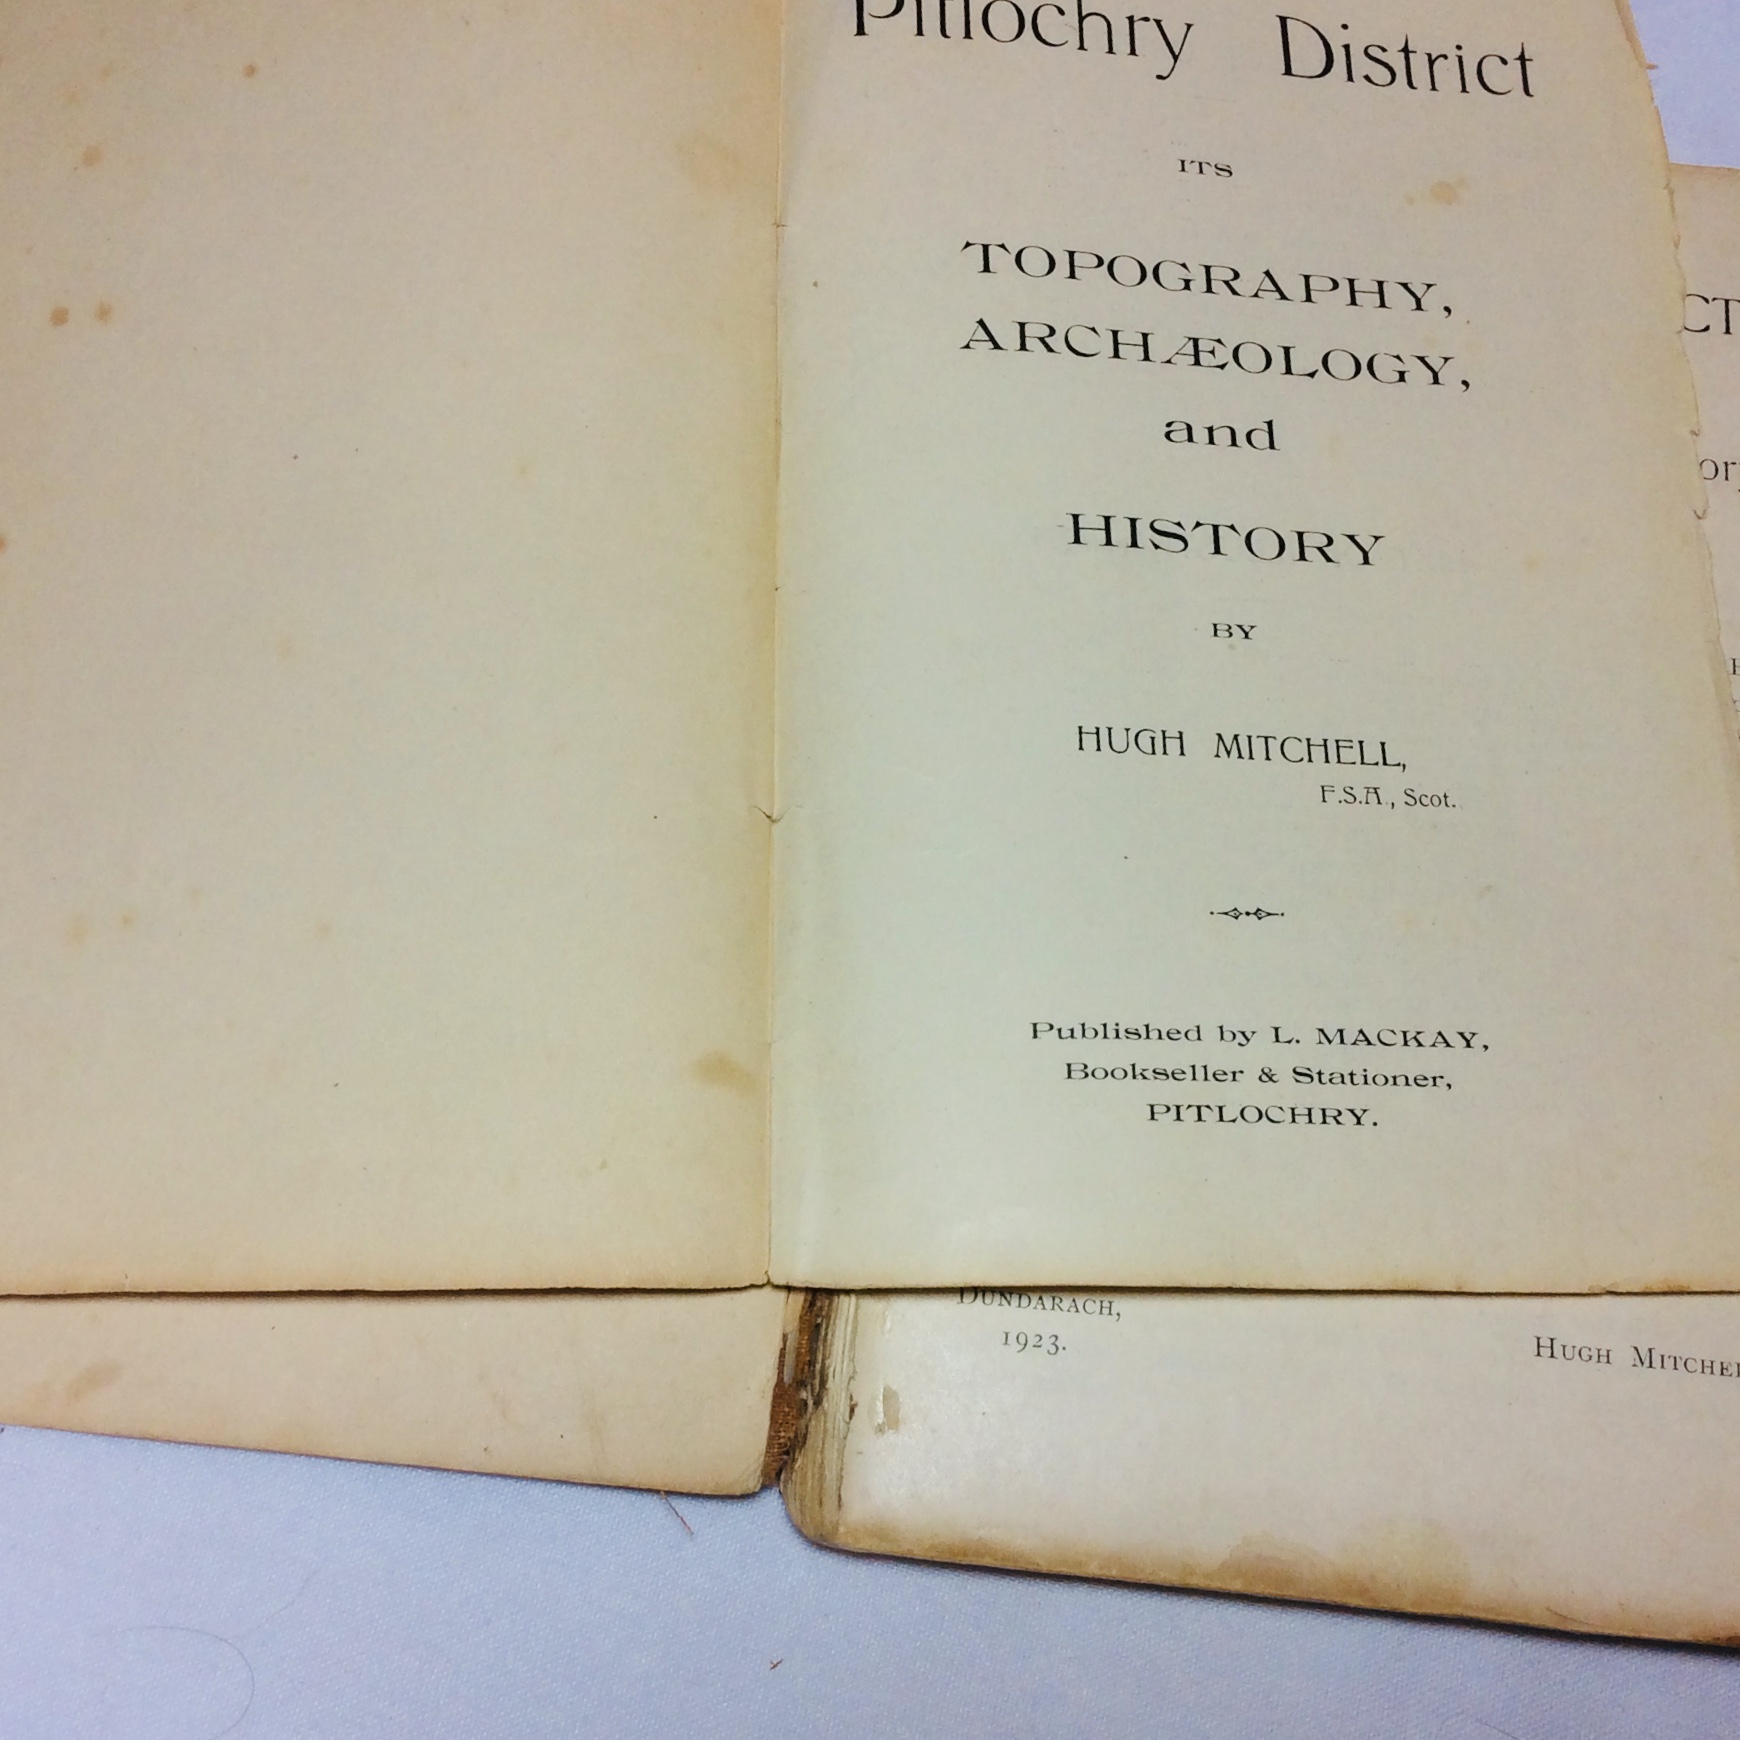 Pitlochry District
ITS
TOPOGRAPHY,
ARCHÆOLOGY,
and
HISTORY
BY
HUGH MITCHELL,
F.S.A., Scot.
Published by L. MACKAY,
Bookseller & Stationer,
PITLOCHRY.
DUNDARACH,
1923.
HUGH MITCHEL